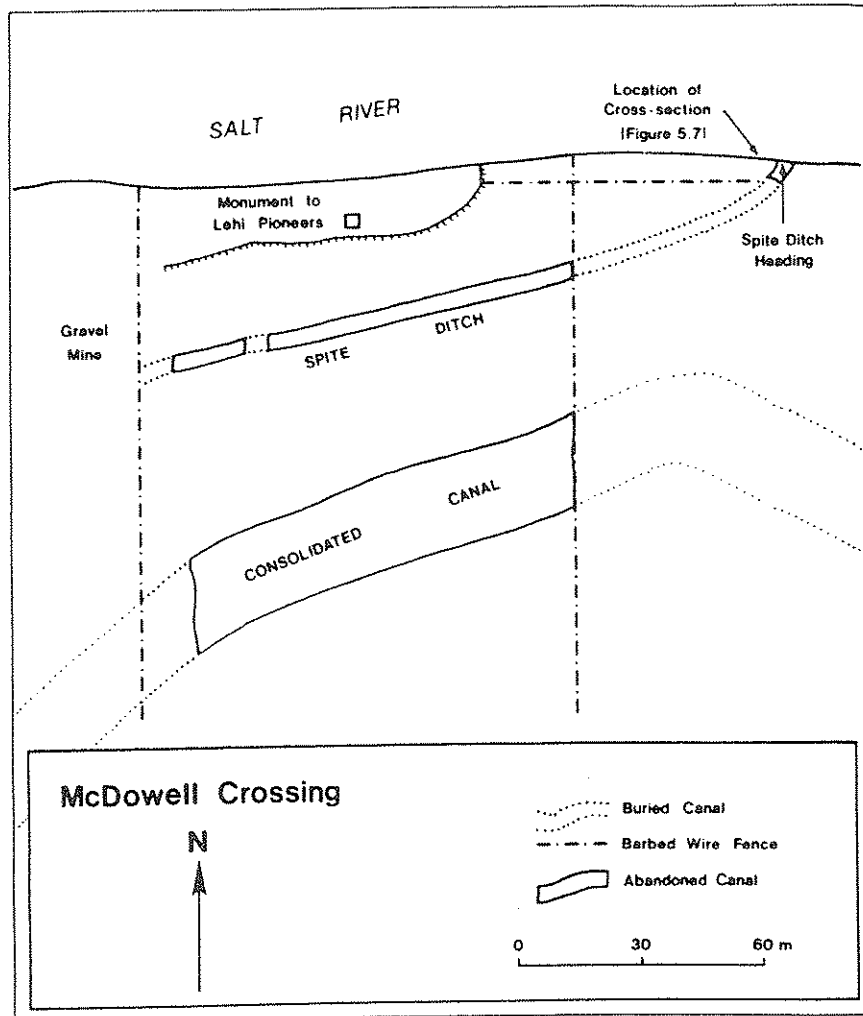 SALT RIVER
Location of
Cross-section
|Figure 5.7|
Monument to
Lehi Pioneers
Spite Ditch
Heading
Gravel
Mine
SPITE DITCH
CONSOLIDATED CANAL
McDowell Crossing
N
Buried Canal
Barbed Wire Fence
Abandoned Canal
0 30 60 m